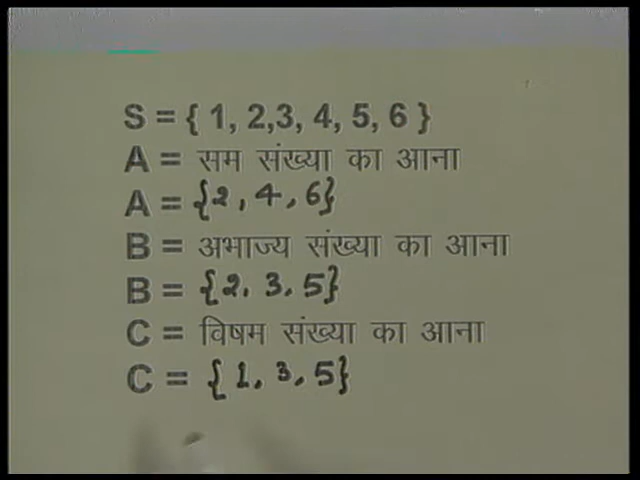 S = { 1, 2,3, 4, 5, 6 }
A = सम संख्या का आना
A = {2, 4, 6}
B = अभाज्य संख्या का आना
B = {2. 3. 5}
C = विषम संख्या का आना
C = {1, 3, 5}